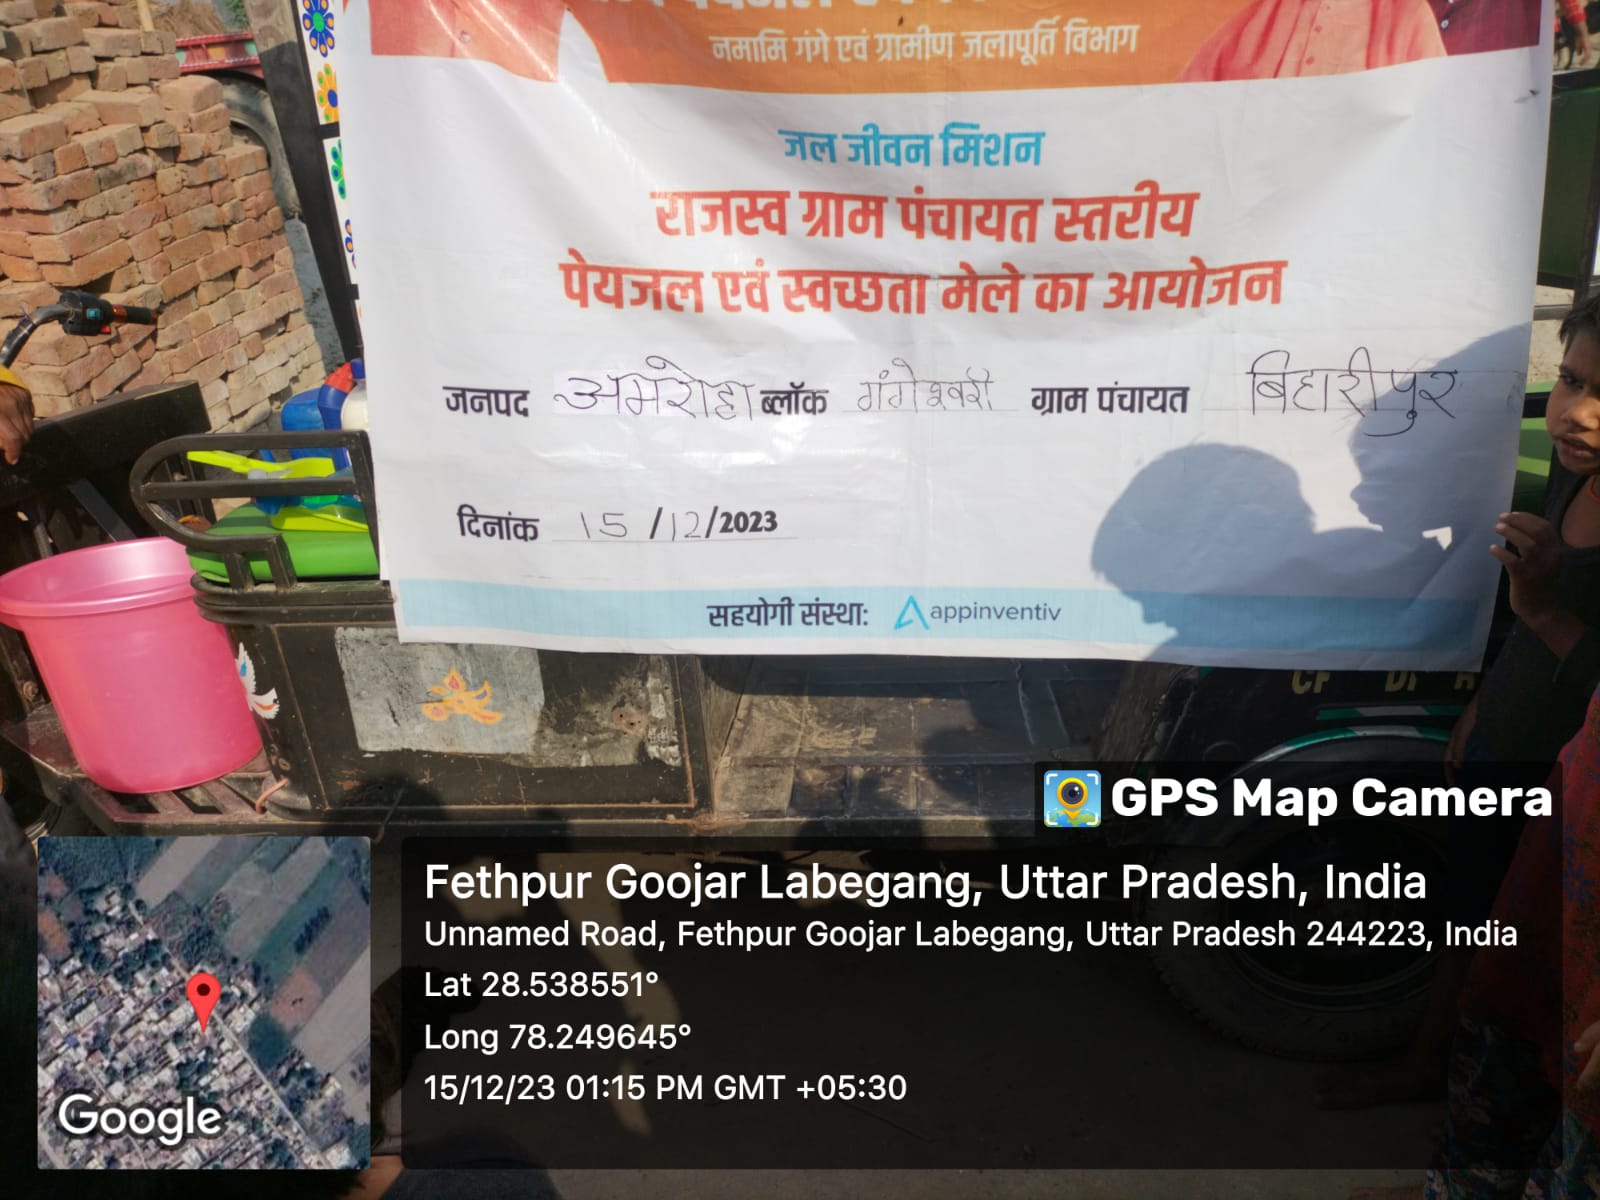 नमामि गंगे एवं ग्रामीण जलापूर्ति विभाग
जल जीवन मिशन
राजस्व ग्राम पंचायत स्तरीय
पेयजल एवं स्वच्छता मेले का आयोजन
जनपद अमरोहा ब्लॉक गंगेश्वरी ग्राम पंचायत बिहारीपुर
दिनांक 15/12/2023
सहयोगी संस्था: appinventiv
GPS Map Camera
Fethpur Goojar Labegang, Uttar Pradesh, India
Unnamed Road, Fethpur Goojar Labegang, Uttar Pradesh 244223, India
Lat 28.538551°
Long 78.249645°
15/12/23 01:15 PM GMT +05:30
Google